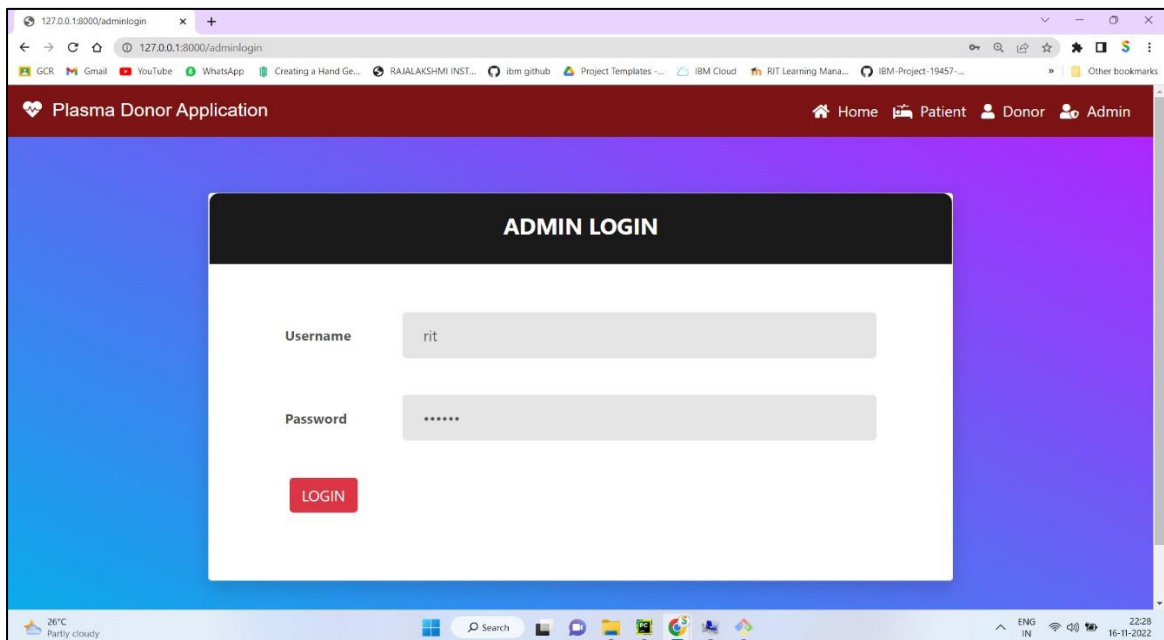 127.0.0.1:8000/adminlogin
127.0.0.1:8000/adminlogin
GCR Gmail YouTube WhatsApp Creating a Hand Ge... RAJALAKSHMI INST... ibm github Project Templates -... IBM Cloud RIT Learning Mana... IBM-Project-19457-... » Other bookmarks
Plasma Donor Application Home Patient Donor Admin
ADMIN LOGIN
Username rit
Password ••••••
LOGIN
26°C
Partly cloudy
Search
ENG
IN
22:28
16-11-2022